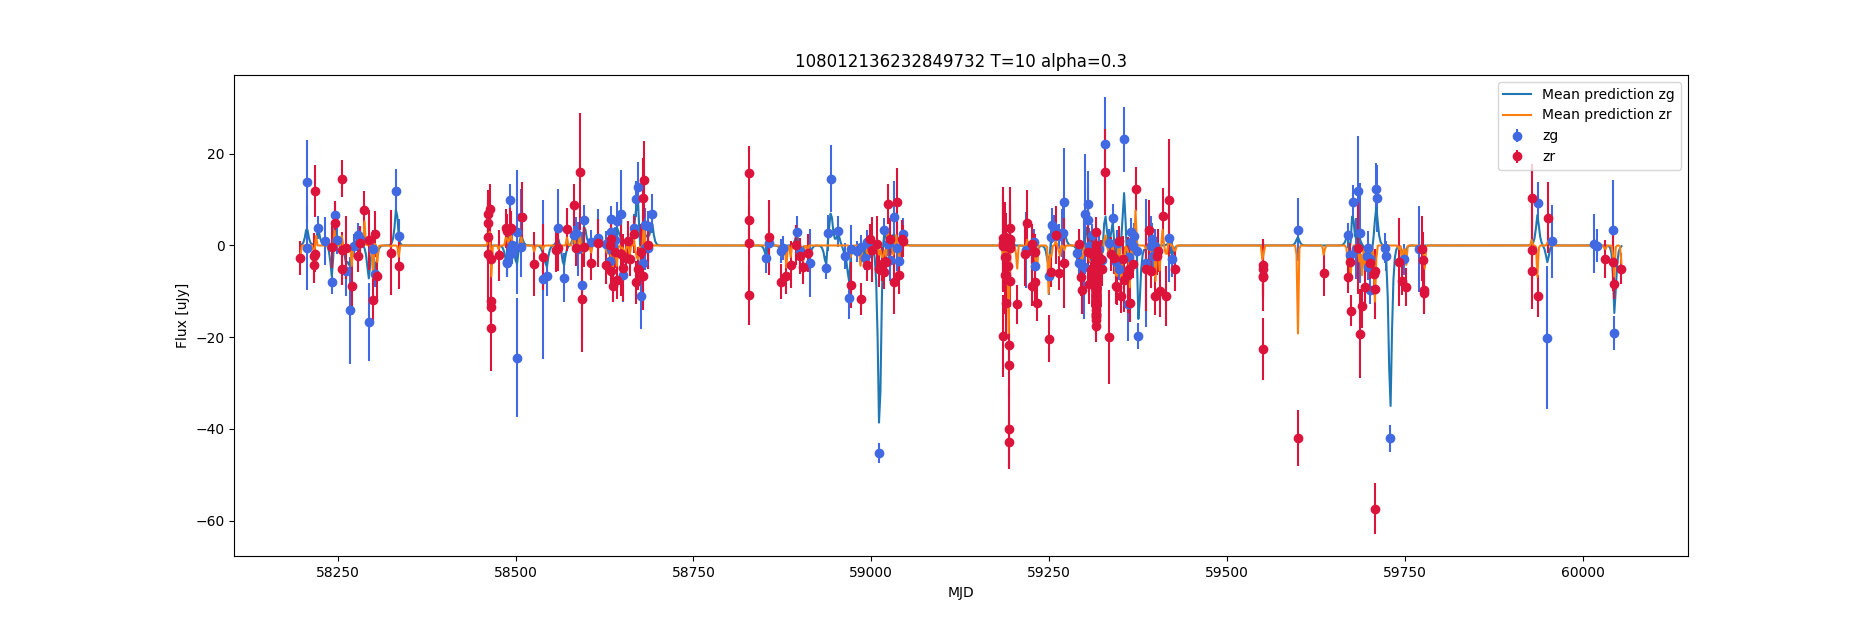 108012136232849732 T=10 alpha=0.3
Mean prediction zg
Mean prediction zr
zg
zr
Flux [uJy]
20
0
−20
−40
−60
58250 58500 58750 59000 59250 59500 59750 60000
MJD